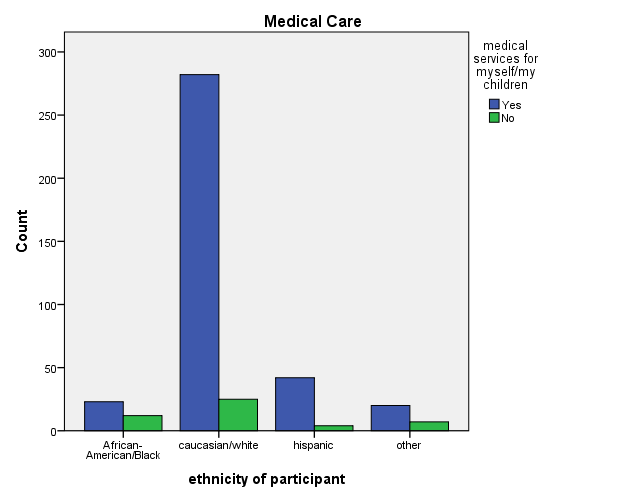 Medical Care
300
250
200
150
100
50
0
Count
African-
American/Black
caucasian/white
hispanic
other
ethnicity of participant
medical
services for
myself/my
children
Yes
No